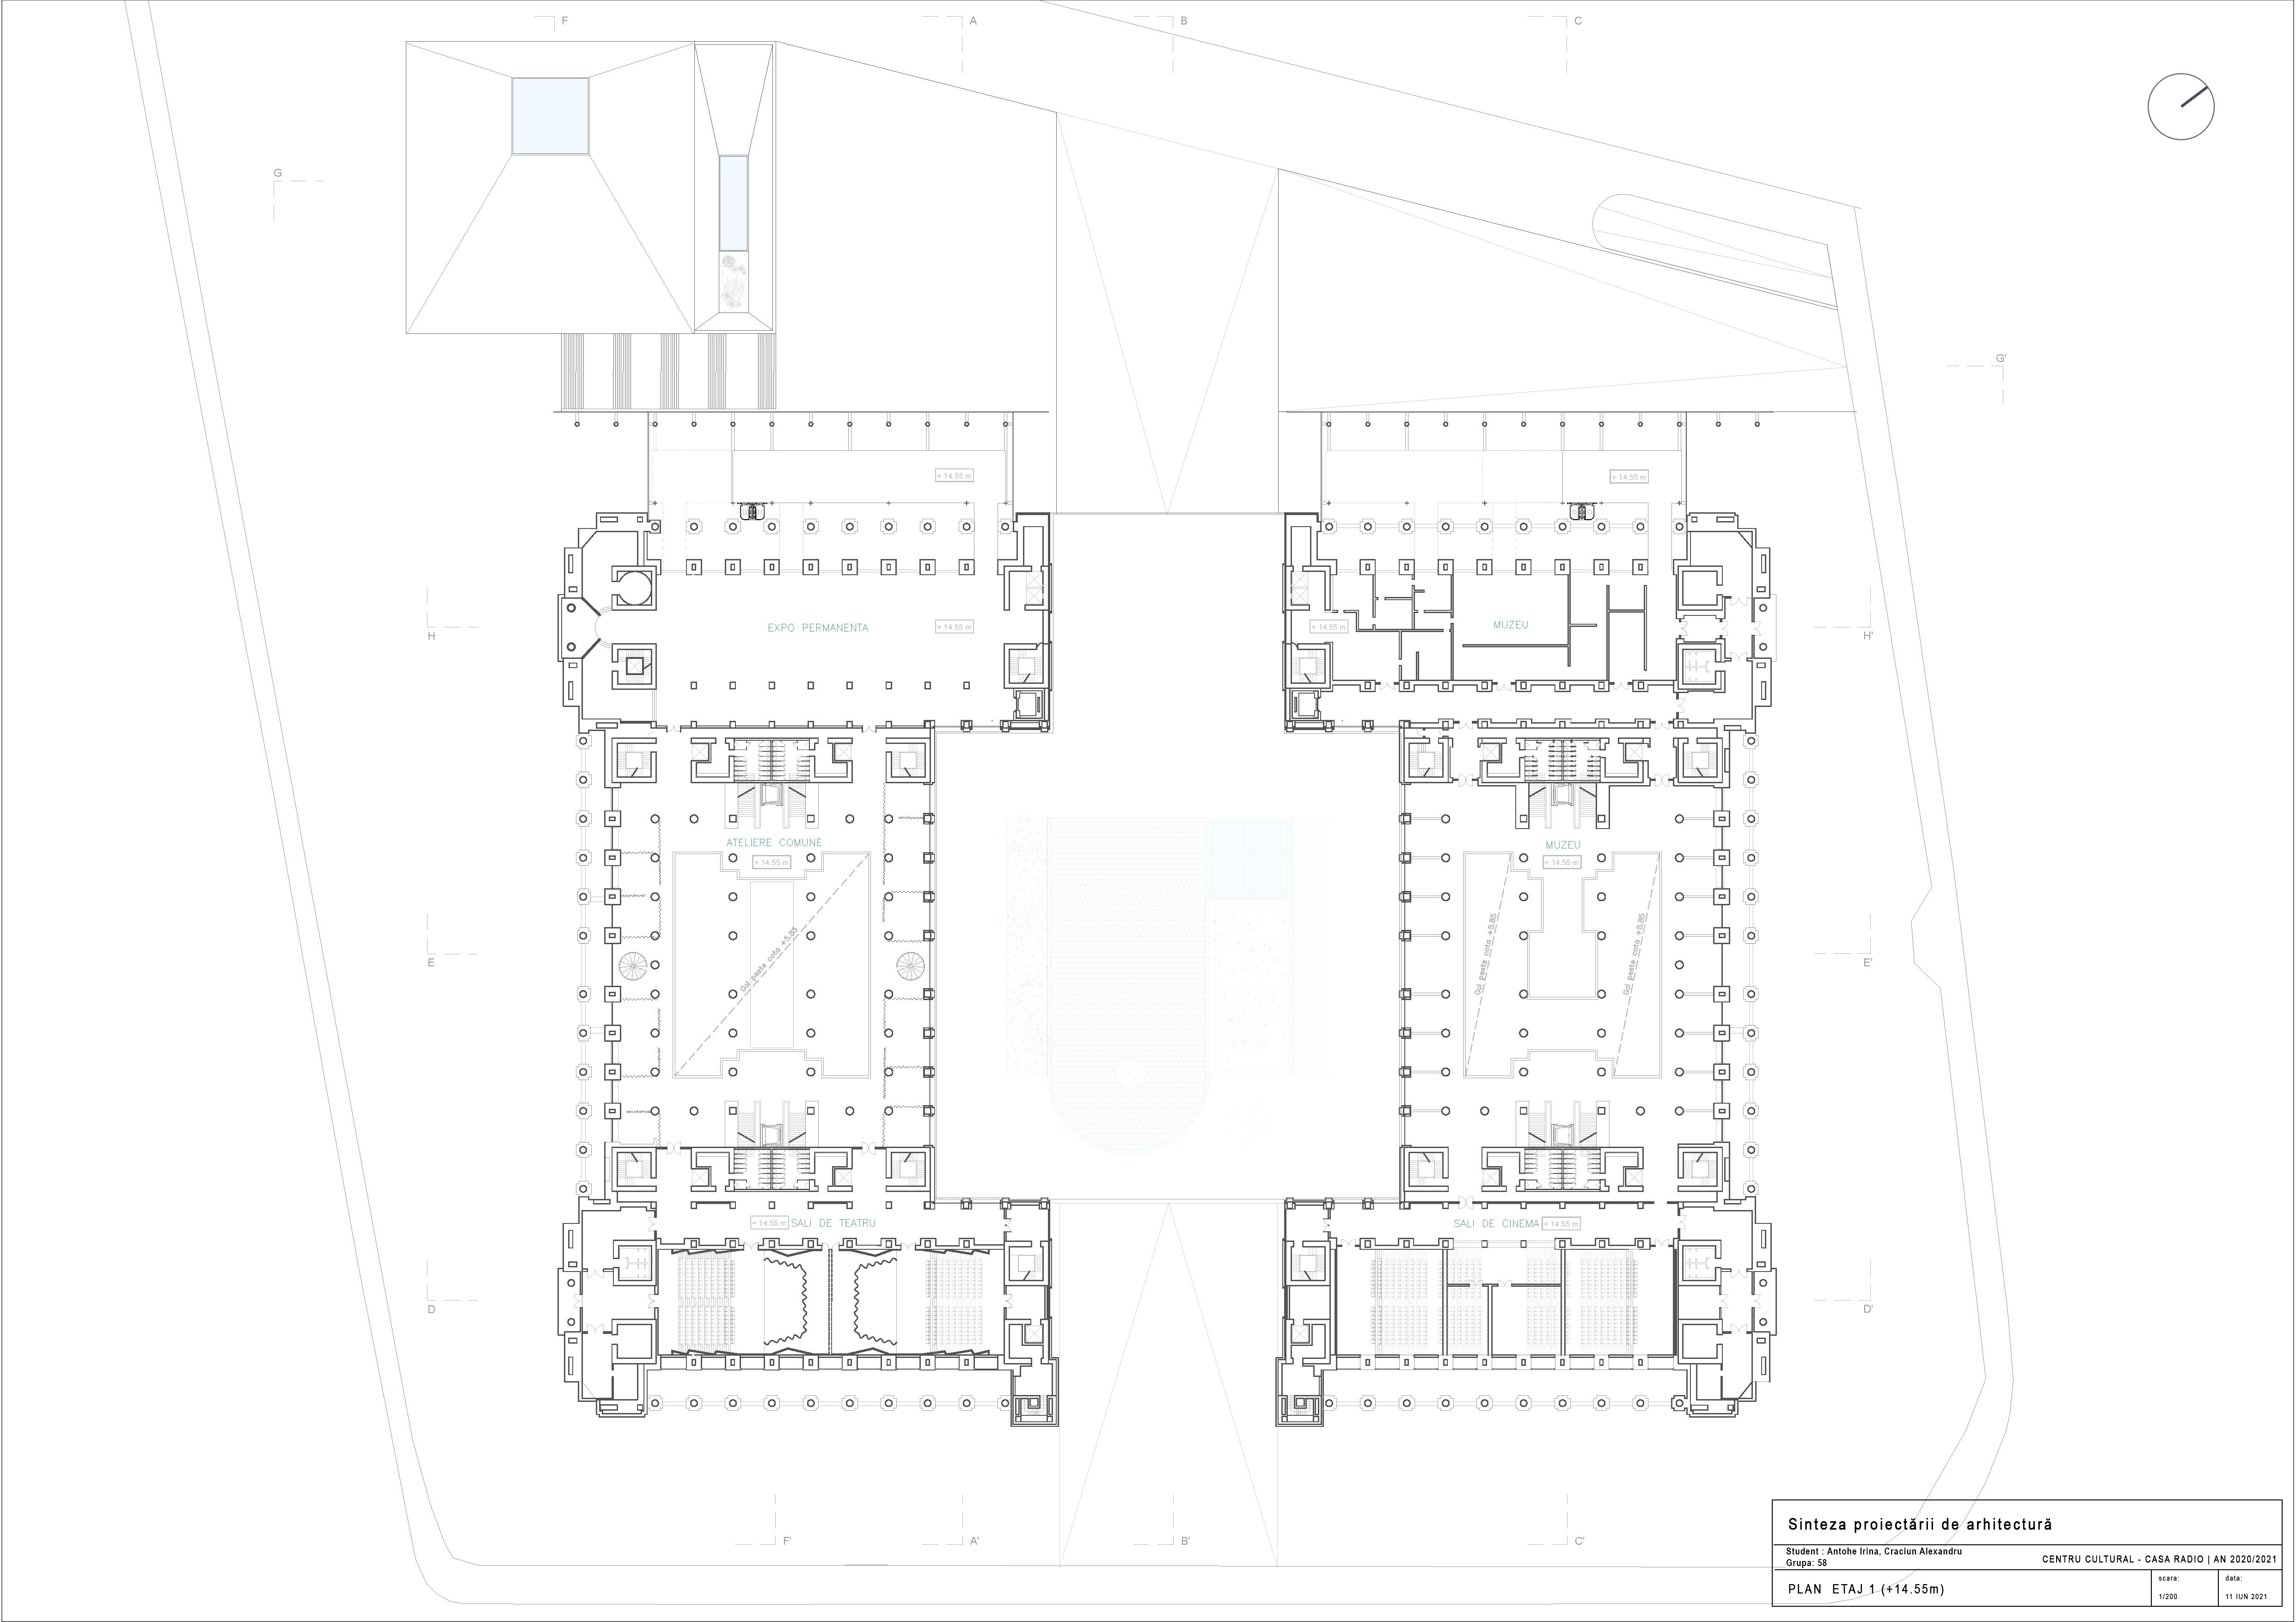 F
A
B
C
G
G'
+ 14.55 m
+ 14.55 m
EXPO PERMANENTA
+ 14.55 m
+ 14.55 m
MUZEU
H
H'
ATELIERE COMUNE
+ 14.55 m
MUZEU
+ 14.55 m
Gol peste cota +5.85
Gol peste cota +5.85
Gol peste cota +5.85
E
E'
+ 14.55 m SALI DE TEATRU
SALI DE CINEMA + 14.55 m
D
D'
F'
A'
B'
C'
Sinteza proiectării de arhitectură
Student : Antohe Irina, Craciun Alexandru
Grupa: 58
CENTRU CULTURAL - CASA RADIO | AN 2020/2021
PLAN ETAJ 1 (+14.55m)
scara:
1/200
data:
11 IUN 2021